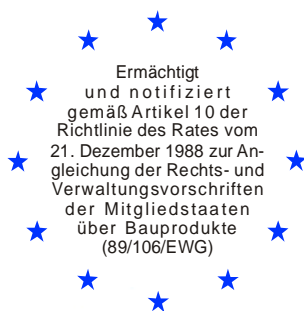 Ermächtigt
und notifiziert
gemäß Artikel 10 der
Richtlinie des Rates vom
21. Dezember 1988 zur An-
gleichung der Rechts- und
Verwaltungsvorschriften
der Mitgliedstaaten
über Bauprodukte
(89/106/EWG)